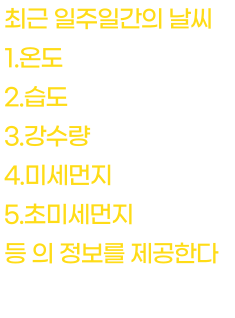 최근 일주일간의 날씨
1.온도
2.습도
3.강수량
4.미세먼지
5.초미세먼지
등 의 정보를 제공한다